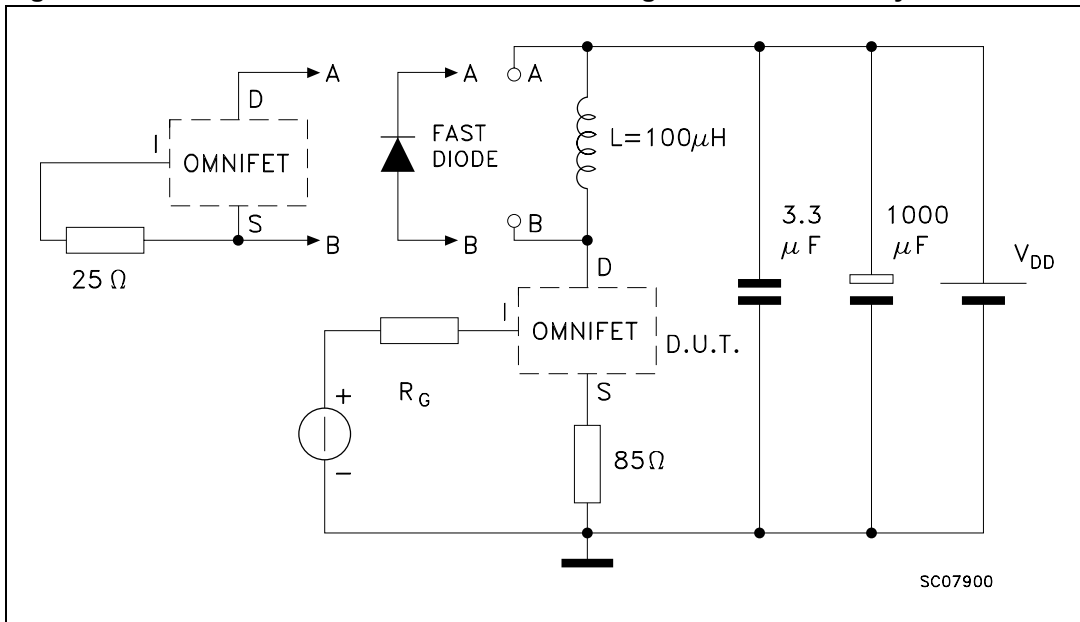 A
D
I
OMNIFET
S
B
25 Ω
A
FAST
DIODE
B
A
L=100μH
B
D
I
OMNIFET
D.U.T.
S
R_G
+
−
85Ω
3.3
μF
1000
μF
V_DD
SC07900